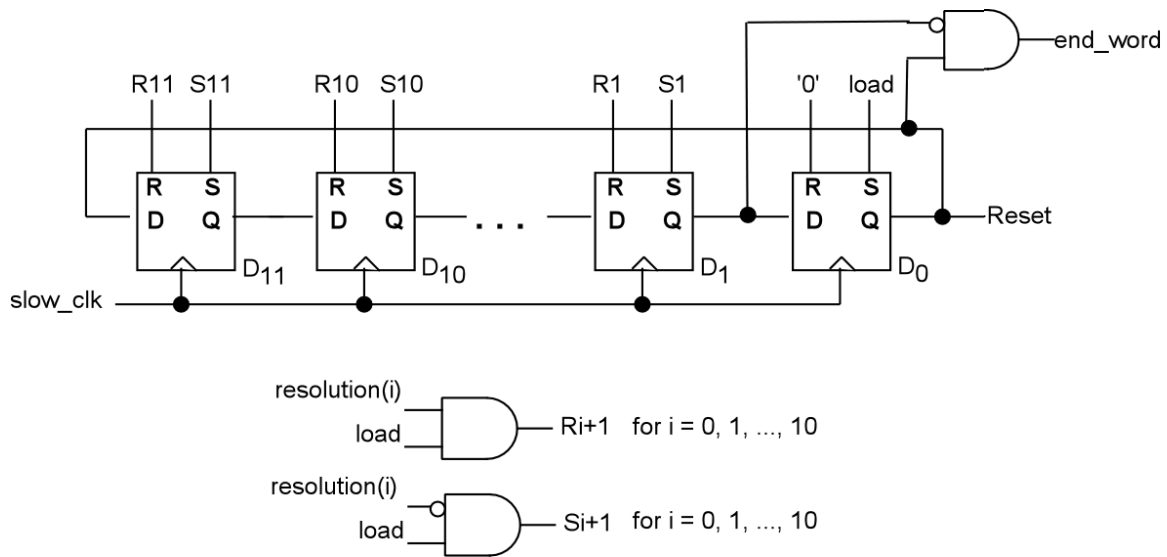 end_word
R11 S11 R10 S10 R1 S1 '0' load
R S R S R S R S
D Q D Q ... D Q D Q Reset
D11 D10 D1 D0
slow_clk
resolution(i)
load Ri+1 for i = 0, 1, ..., 10
resolution(i)
load Si+1 for i = 0, 1, ..., 10